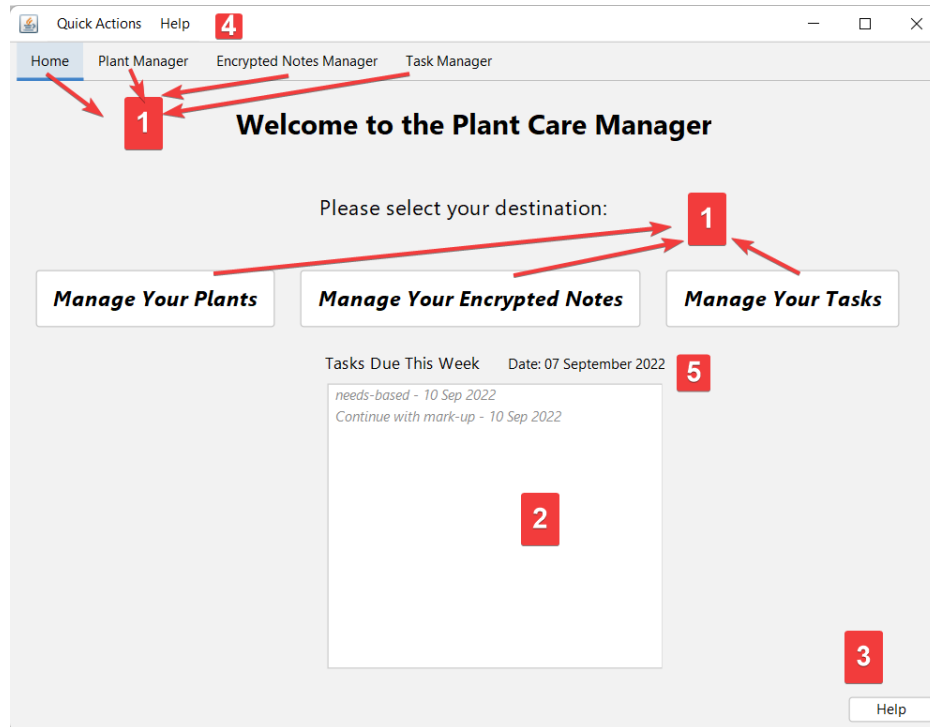 Quick Actions Help 4
Home Plant Manager Encrypted Notes Manager Task Manager
1
Welcome to the Plant Care Manager
Please select your destination:
1
Manage Your Plants Manage Your Encrypted Notes Manage Your Tasks
Tasks Due This Week Date: 07 September 2022 5
needs-based - 10 Sep 2022
Continue with mark-up - 10 Sep 2022
2
3
Help